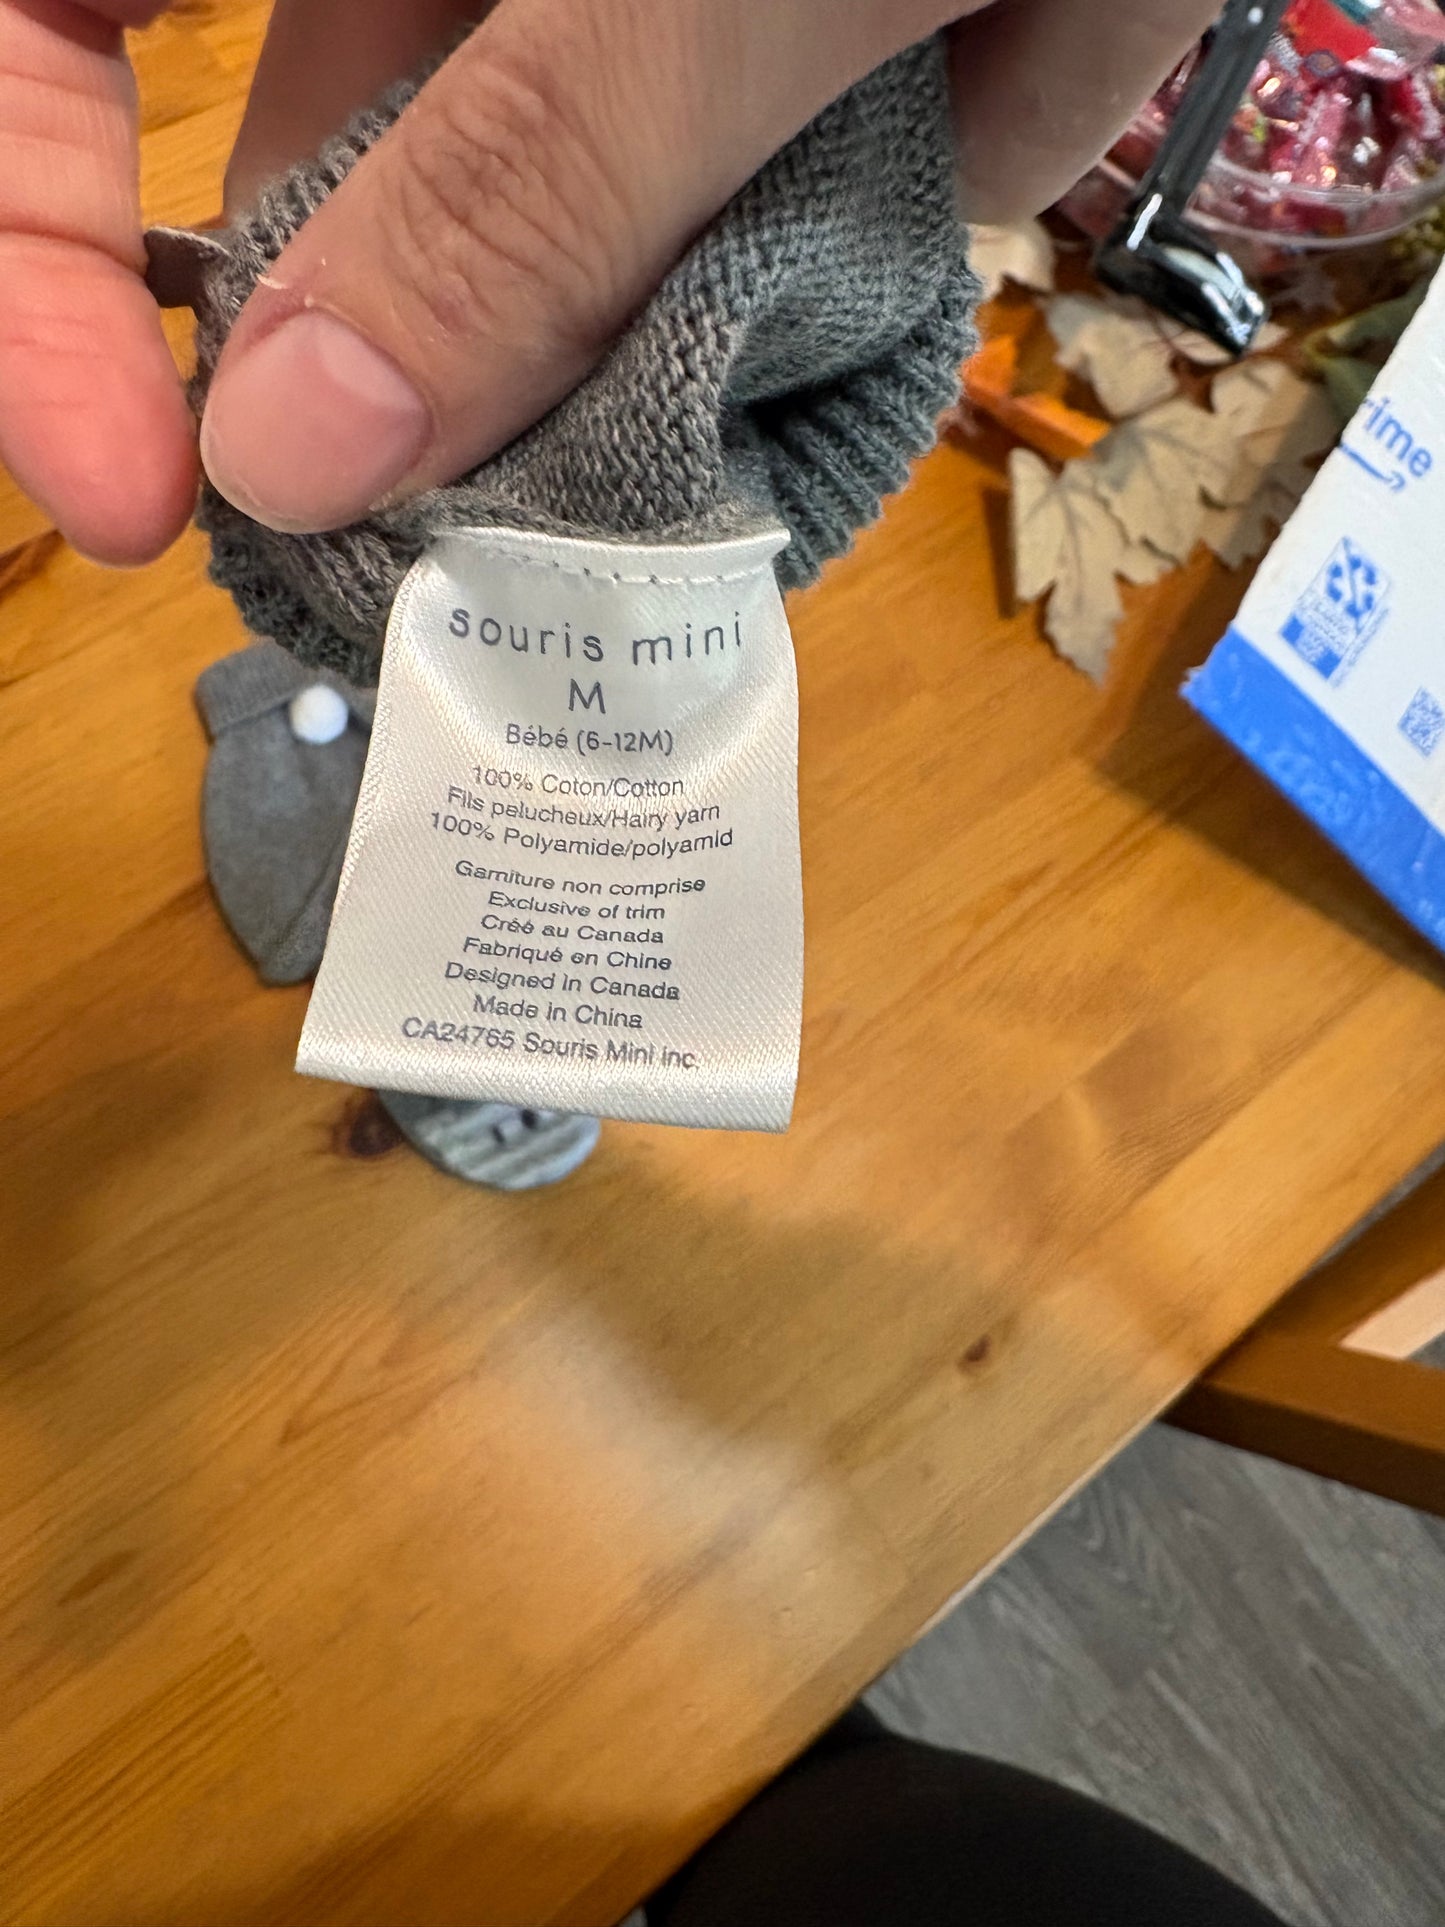 souris mini
M
Bébé (6-12M)
100% Coton/Cotton
Fils pelucheux/Hairy yarn
100% Polyamide/polyamid
Garniture non comprise
Exclusive of trim
Créé au Canada
Fabriqué en Chine
Designed in Canada
Made in China
CA24765 Souris Mini inc.
rime